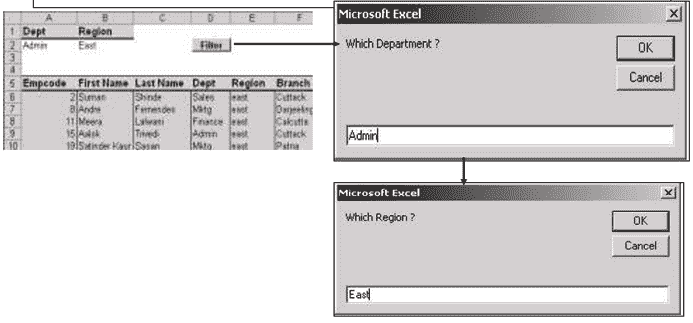 A B C D E F
1 Dept Region
2 Admin East Filter
3
4
5 Empcode First Name Last Name Dept Region Branch
6 2 Suman Shinde Sales east Cuttack
7 8 Andre Fernendes Mktg east Darjeeling
8 11 Meera Lalwani Finance east Calcutta
9 15 Trivedi Admin east Cuttack
10 19 Satinder Kaur Sasan Mktg east Patna
Microsoft Excel
Which Department ?
OK
Cancel
Admin
Microsoft Excel
Which Region ?
OK
Cancel
East